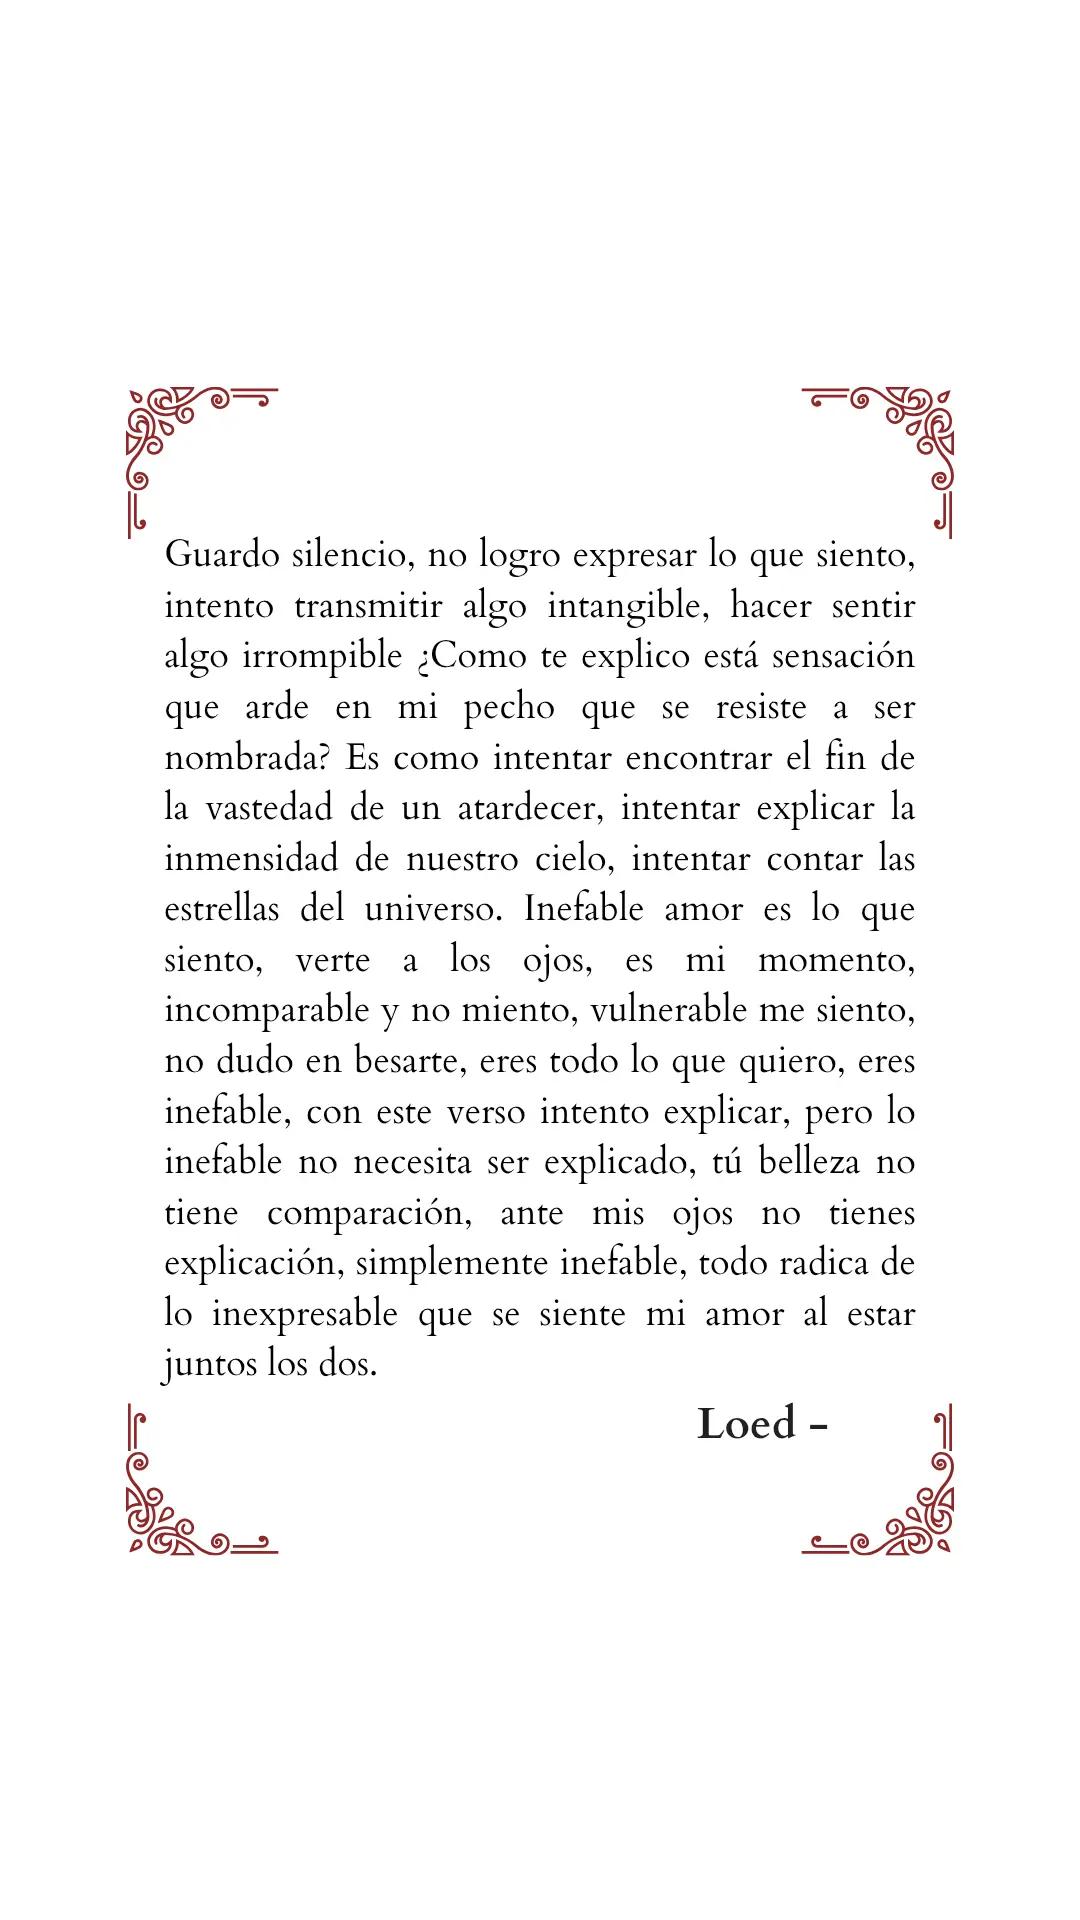 Guardo silencio, no logro expresar lo que siento,
intento transmitir algo intangible, hacer sentir
algo irrompible ¿Como te explico está sensación
que arde en mi pecho que se resiste a ser
nombrada? Es como intentar encontrar el fin de
la vastedad de un atardecer, intentar explicar la
inmensidad de nuestro cielo, intentar contar las
estrellas del universo. Inefable amor es lo que
siento, verte a los ojos, es mi momento,
incomparable y no miento, vulnerable me siento,
no dudo en besarte, eres todo lo que quiero, eres
inefable, con este verso intento explicar, pero lo
inefable no necesita ser explicado, tú belleza no
tiene comparación, ante mis ojos no tienes
explicación, simplemente inefable, todo radica de
lo inexpresable que se siente mi amor al estar
juntos los dos.
Loed -